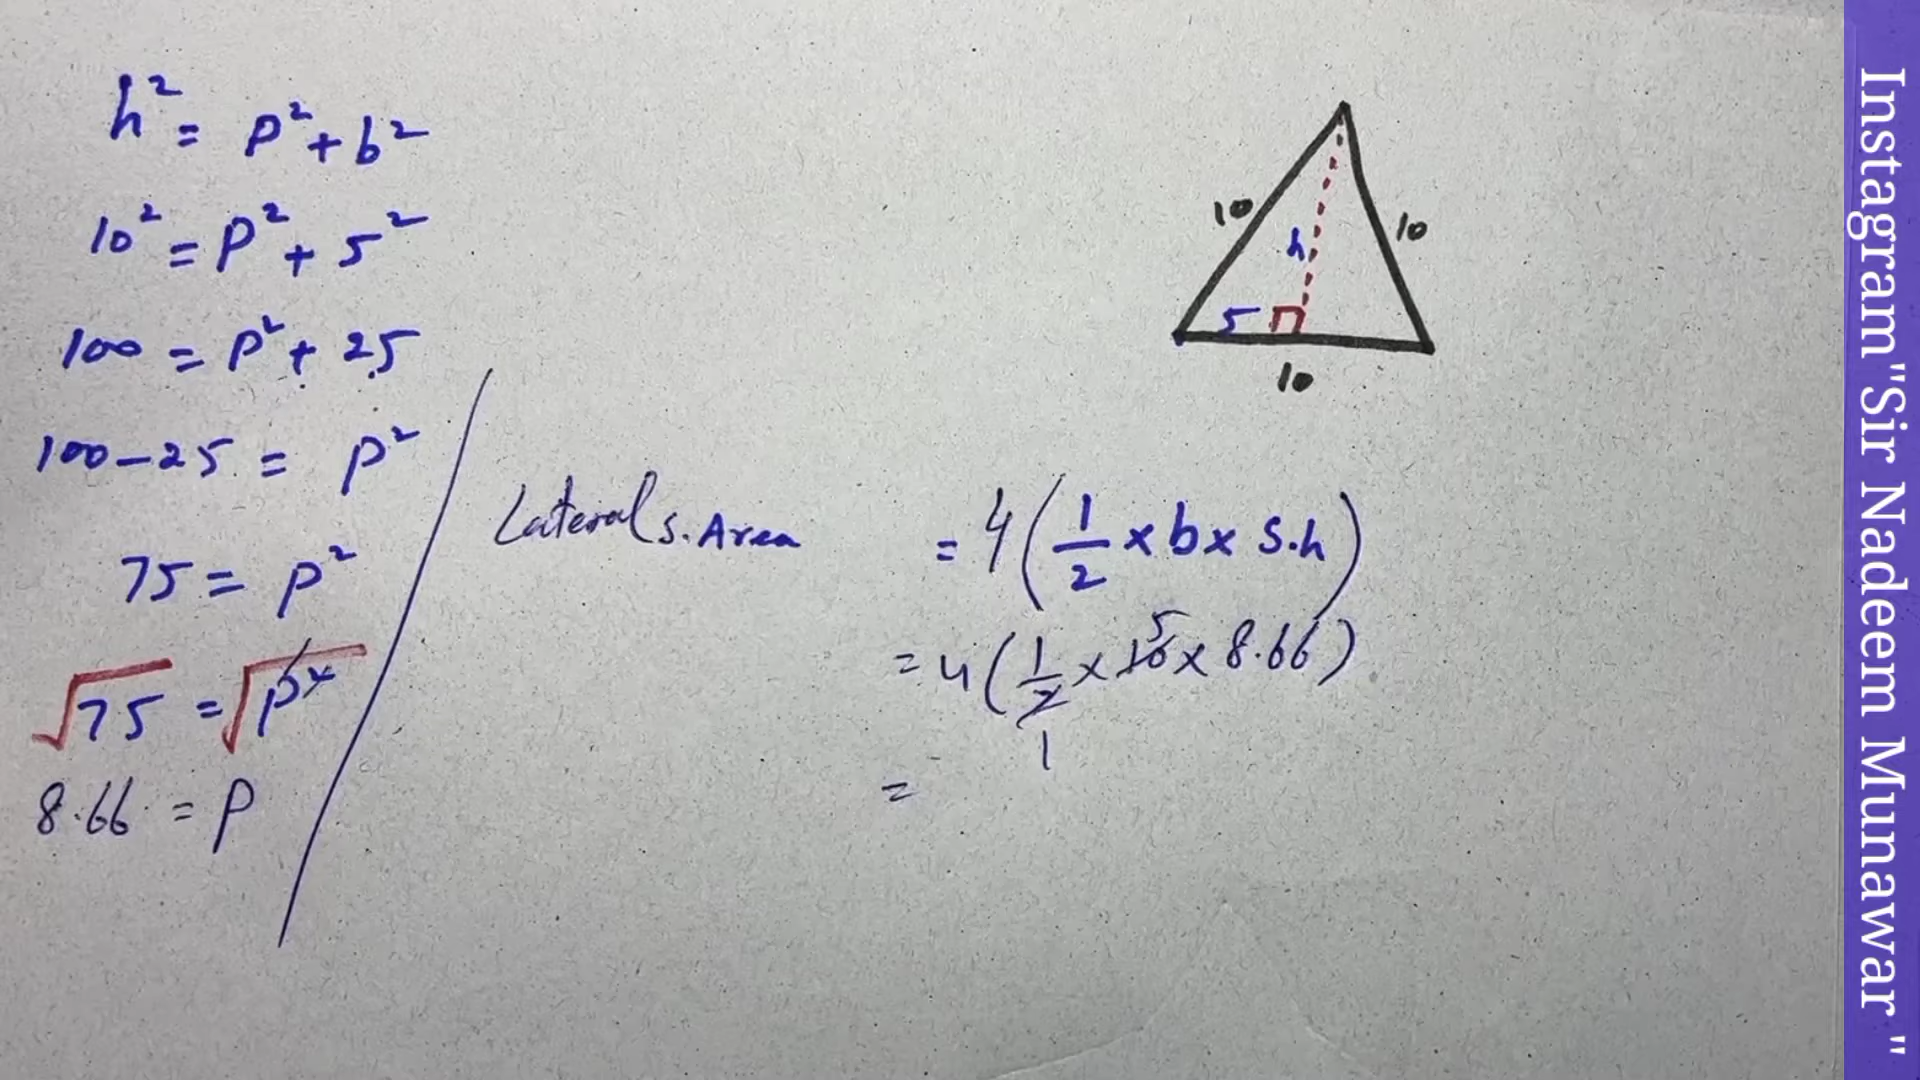 h² = p² + b²
10² = p² + 5²
100 = p² + 25
100 - 25 = p²
75 = p²
√75 = √p²
8.66 = p
10
10
h
5
10
Lateral S. Area = 4(1/2 × b × s.h)
= 4(1/2 × 10 × 8.66)
5
1
=
Instagram "Sir Nadeem Munawar"